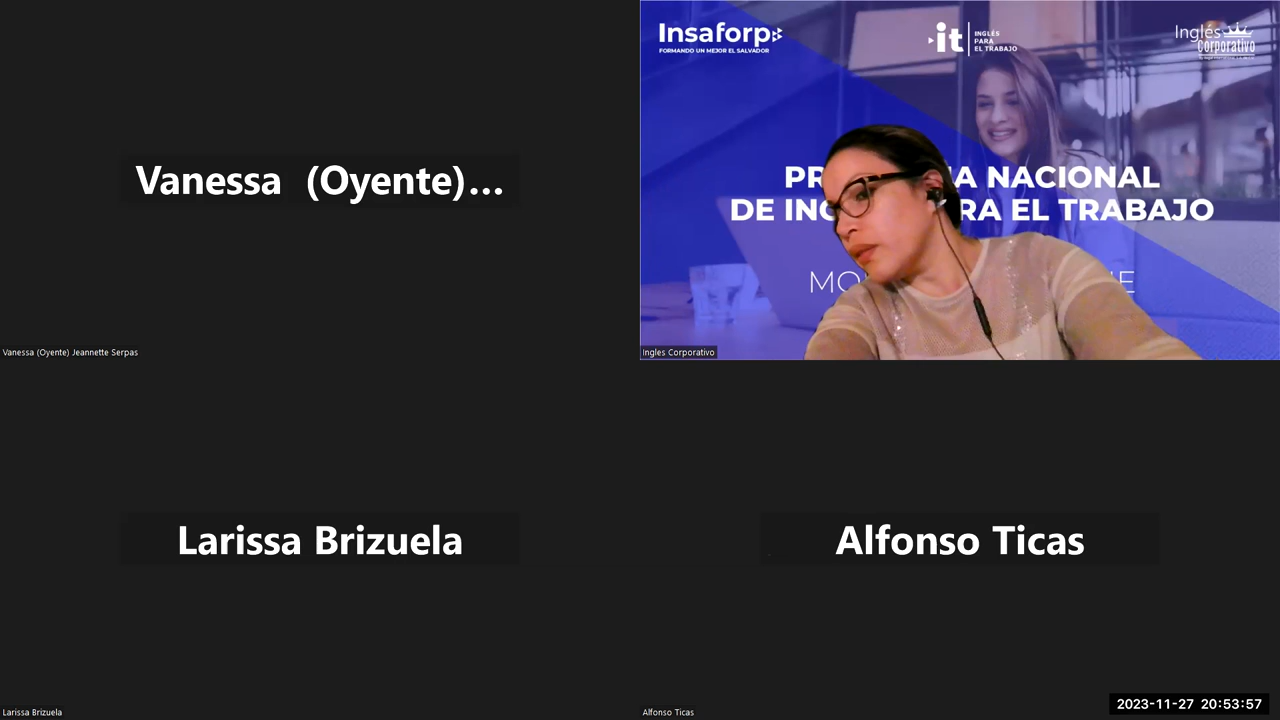 Vanessa (Oyente)...
Vanessa (Oyente) Jeannette Serpas
Insaforp
FORMANDO UN MEJOR EL SALVADOR
it
INGLÉS
PARA
EL TRABAJO
Inglés
Corporativo
PR A NACIONAL
DE ING RA EL TRABAJO
MO E
Ingles Corporativo
Larissa Brizuela
Larissa Brizuela
Alfonso Ticas
Alfonso Ticas
2023-11-27 20:53:57